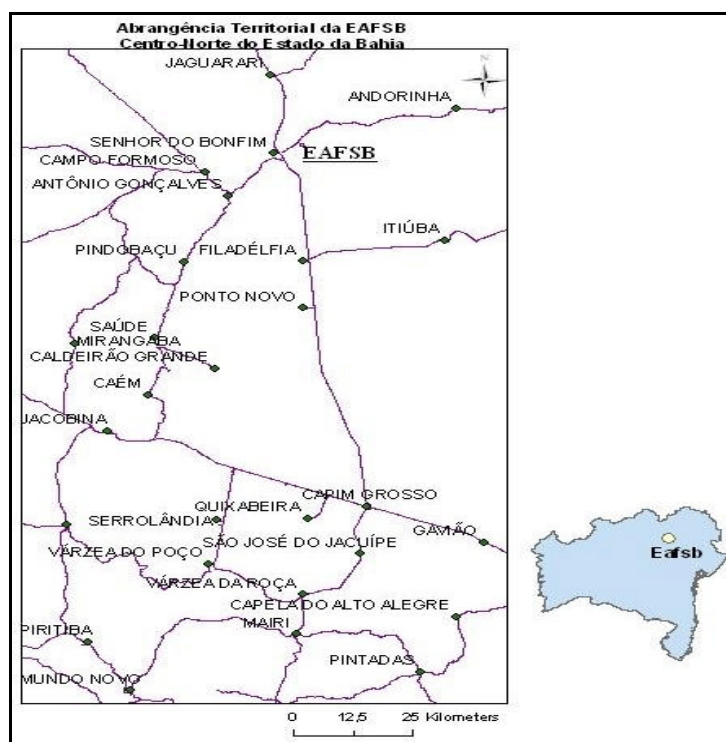 Abrangência Territorial da EAFSB
Centro-Norte do Estado da Bahia
JAGUARARI
N
ANDORINHA
SENHOR DO BONFIM
EAFSB
CAMPO FORMOSO
ANTÔNIO GONÇALVES
ITIÚBA
PINDOBAÇU
FILADÉLFIA
PONTO NOVO
SAÚDE
MIRANGABA
CALDEIRÃO GRANDE
CAÉM
JACOBINA
CAPIM GROSSO
QUIXABEIRA
SERROLÂNDIA
GAVIÃO
SÃO JOSÉ DO JACUÍPE
VÁRZEA DO POÇO
Eafsb
VÁRZEA DA ROÇA
CAPELA DO ALTO ALEGRE
MAIRI
PIRITIBA
PINTADAS
MUNDO NOVO
0 12,5 25 Kilometers